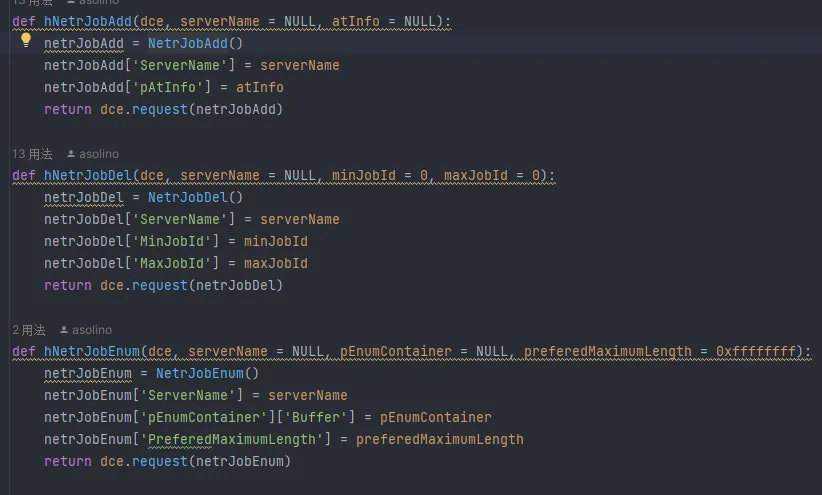 13 用法 asolino
def hNetrJobAdd(dce, serverName = NULL, atInfo = NULL):
    netrJobAdd = NetrJobAdd()
    netrJobAdd['ServerName'] = serverName
    netrJobAdd['pAtInfo'] = atInfo
    return dce.request(netrJobAdd)
13 用法 asolino
def hNetrJobDel(dce, serverName = NULL, minJobId = 0, maxJobId = 0):
    netrJobDel = NetrJobDel()
    netrJobDel['ServerName'] = serverName
    netrJobDel['MinJobId'] = minJobId
    netrJobDel['MaxJobId'] = maxJobId
    return dce.request(netrJobDel)
2 用法 asolino
def hNetrJobEnum(dce, serverName = NULL, pEnumContainer = NULL, preferedMaximumLength = 0xffffffff):
    netrJobEnum = NetrJobEnum()
    netrJobEnum['ServerName'] = serverName
    netrJobEnum['pEnumContainer']['Buffer'] = pEnumContainer
    netrJobEnum['PreferedMaximumLength'] = preferedMaximumLength
    return dce.request(netrJobEnum)